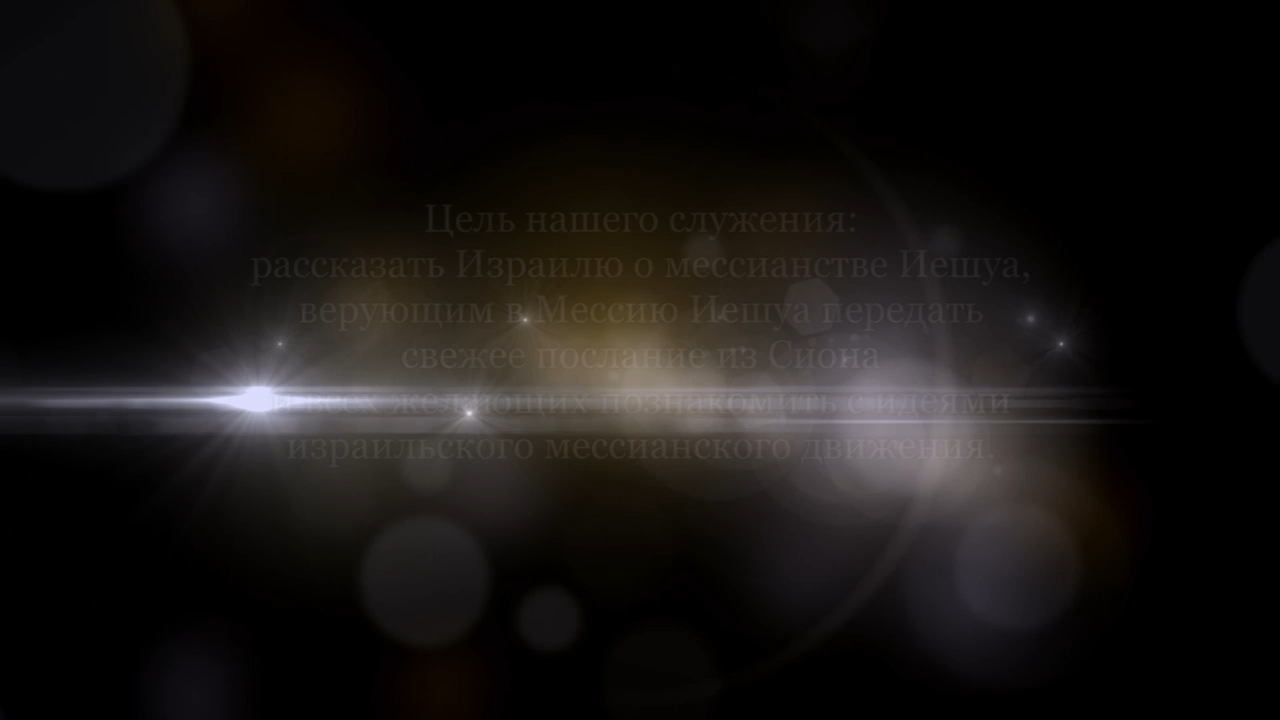 Цель нашего служения:
рассказать Израилю о мессианстве Иешуа,
верующим в Мессию Иешуа передать
свежее послание из Сиона
и всех желающих познакомить с идеями
израильского мессианского движения.